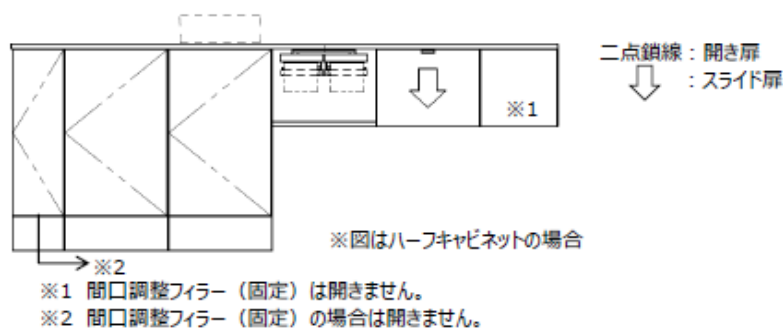 二点鎖線：開き扉
：スライド扉
※1
※図はハーフキャビネットの場合
※2
※1 間口調整フィラー（固定）は開きません。
※2 間口調整フィラー（固定）の場合は開きません。